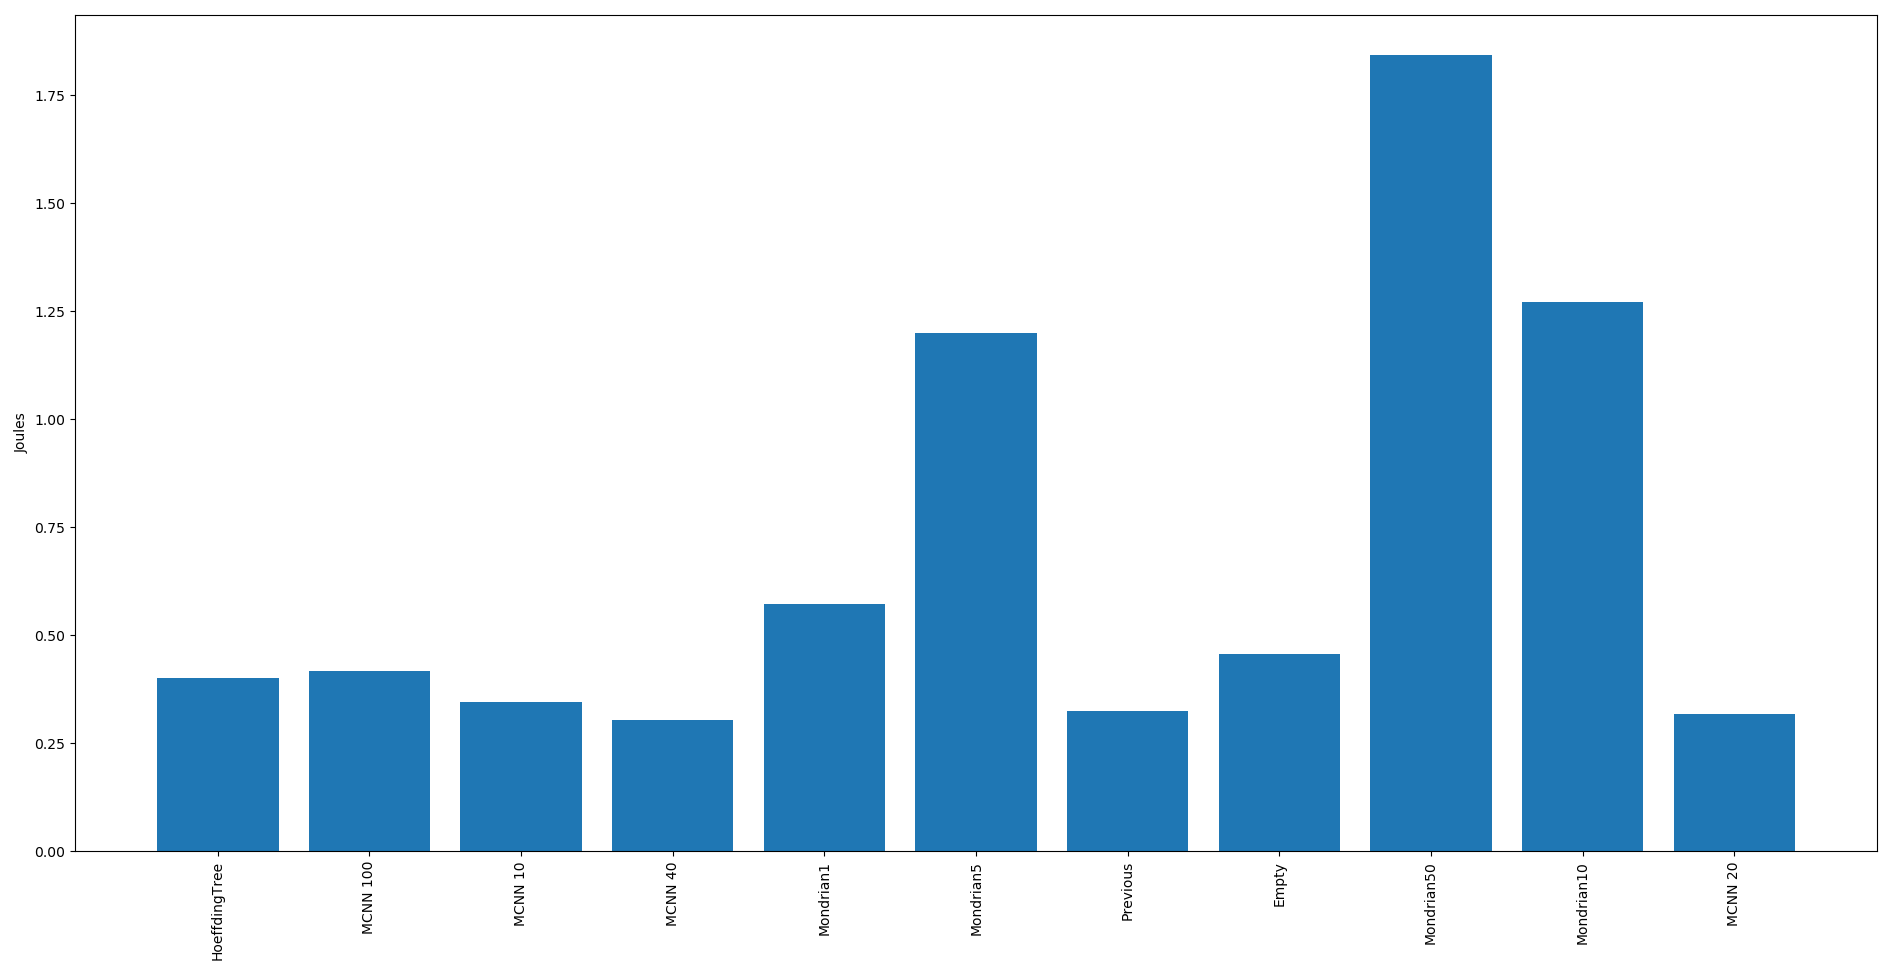 1.75
1.50
1.25
1.00
0.75
0.50
0.25
0.00
Joules
HoeffdingTree
MCNN 100
MCNN 10
MCNN 40
Mondrian1
Mondrian5
Previous
Empty
Mondrian50
Mondrian10
MCNN 20